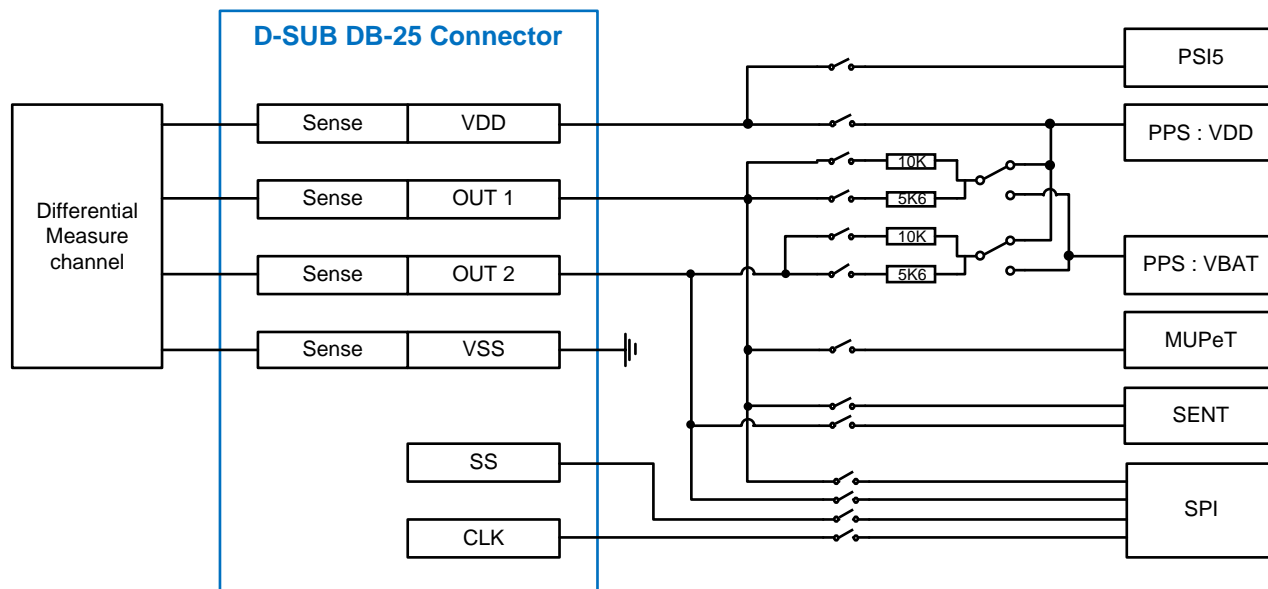 D-SUB DB-25 Connector
PSI5
Sense
VDD
PPS : VDD
10K
Sense
OUT 1
5K6
Differential
Measure
channel
10K
Sense
OUT 2
5K6
PPS : VBAT
Sense
VSS
MUPeT
SENT
SS
SPI
CLK